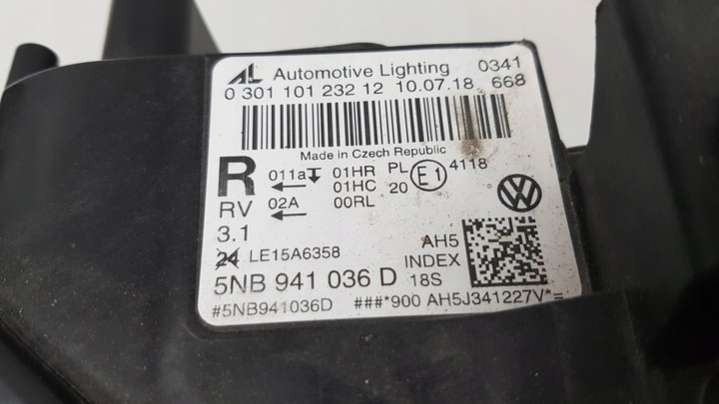 AL Automotive Lighting 0341
0 301 101 232 12 10.07.18 668
Made in Czech Republic
R 011a 01HR PL E1 4118
01HC 20
RV 02A 00RL
3.1
24 LE15A6358 AH5
INDEX
5NB 941 036 D 18S
#5NB941036D ###*900 AH5J341227V*=